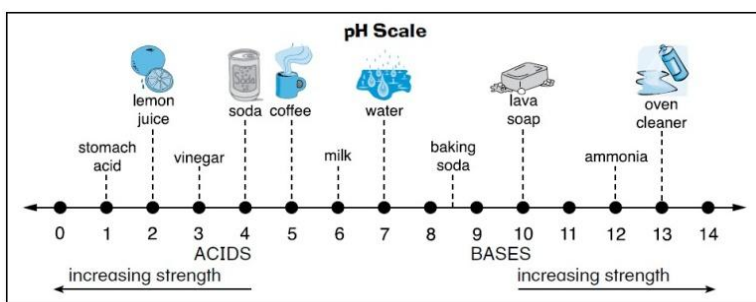 pH Scale
lemon
juice
soda
coffee
water
lava
soap
oven
cleaner
stomach
acid
vinegar
milk
baking
soda
ammonia
0 1 2 3 4 5 6 7 8 9 10 11 12 13 14
ACIDS BASES
increasing strength increasing strength